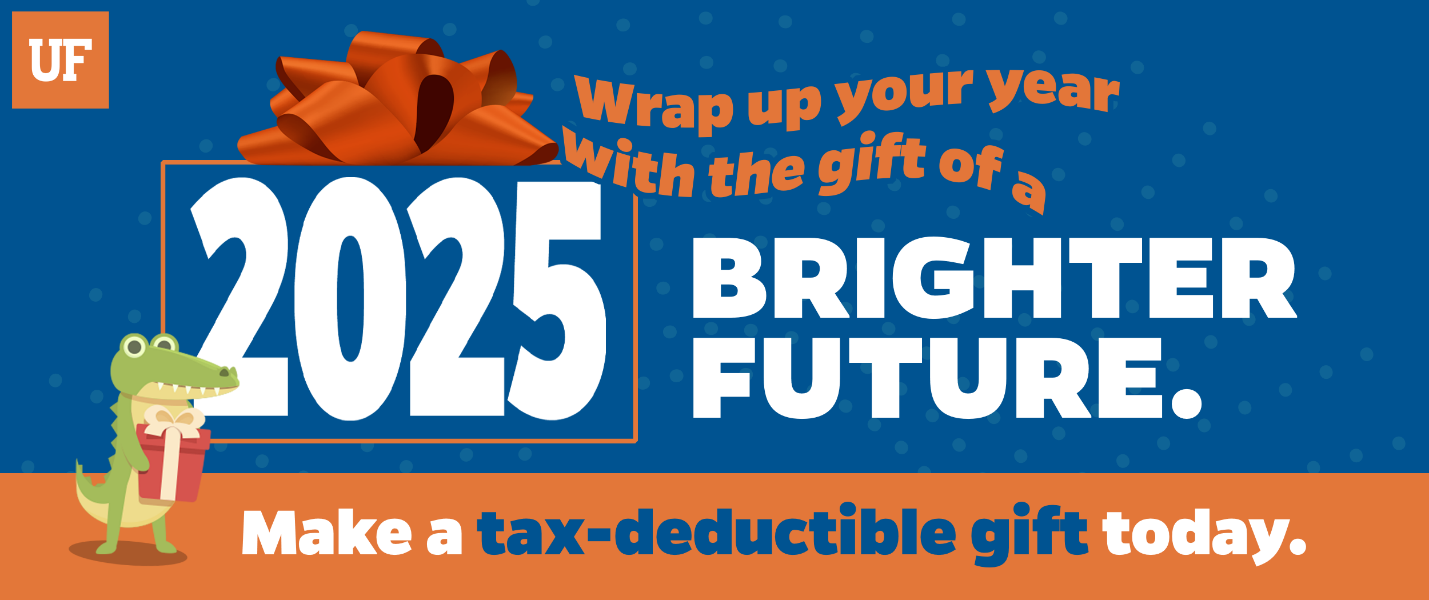 UF
Wrap up your year
with the gift of a
2025
BRIGHTER
FUTURE.
Make a tax-deductible gift today.